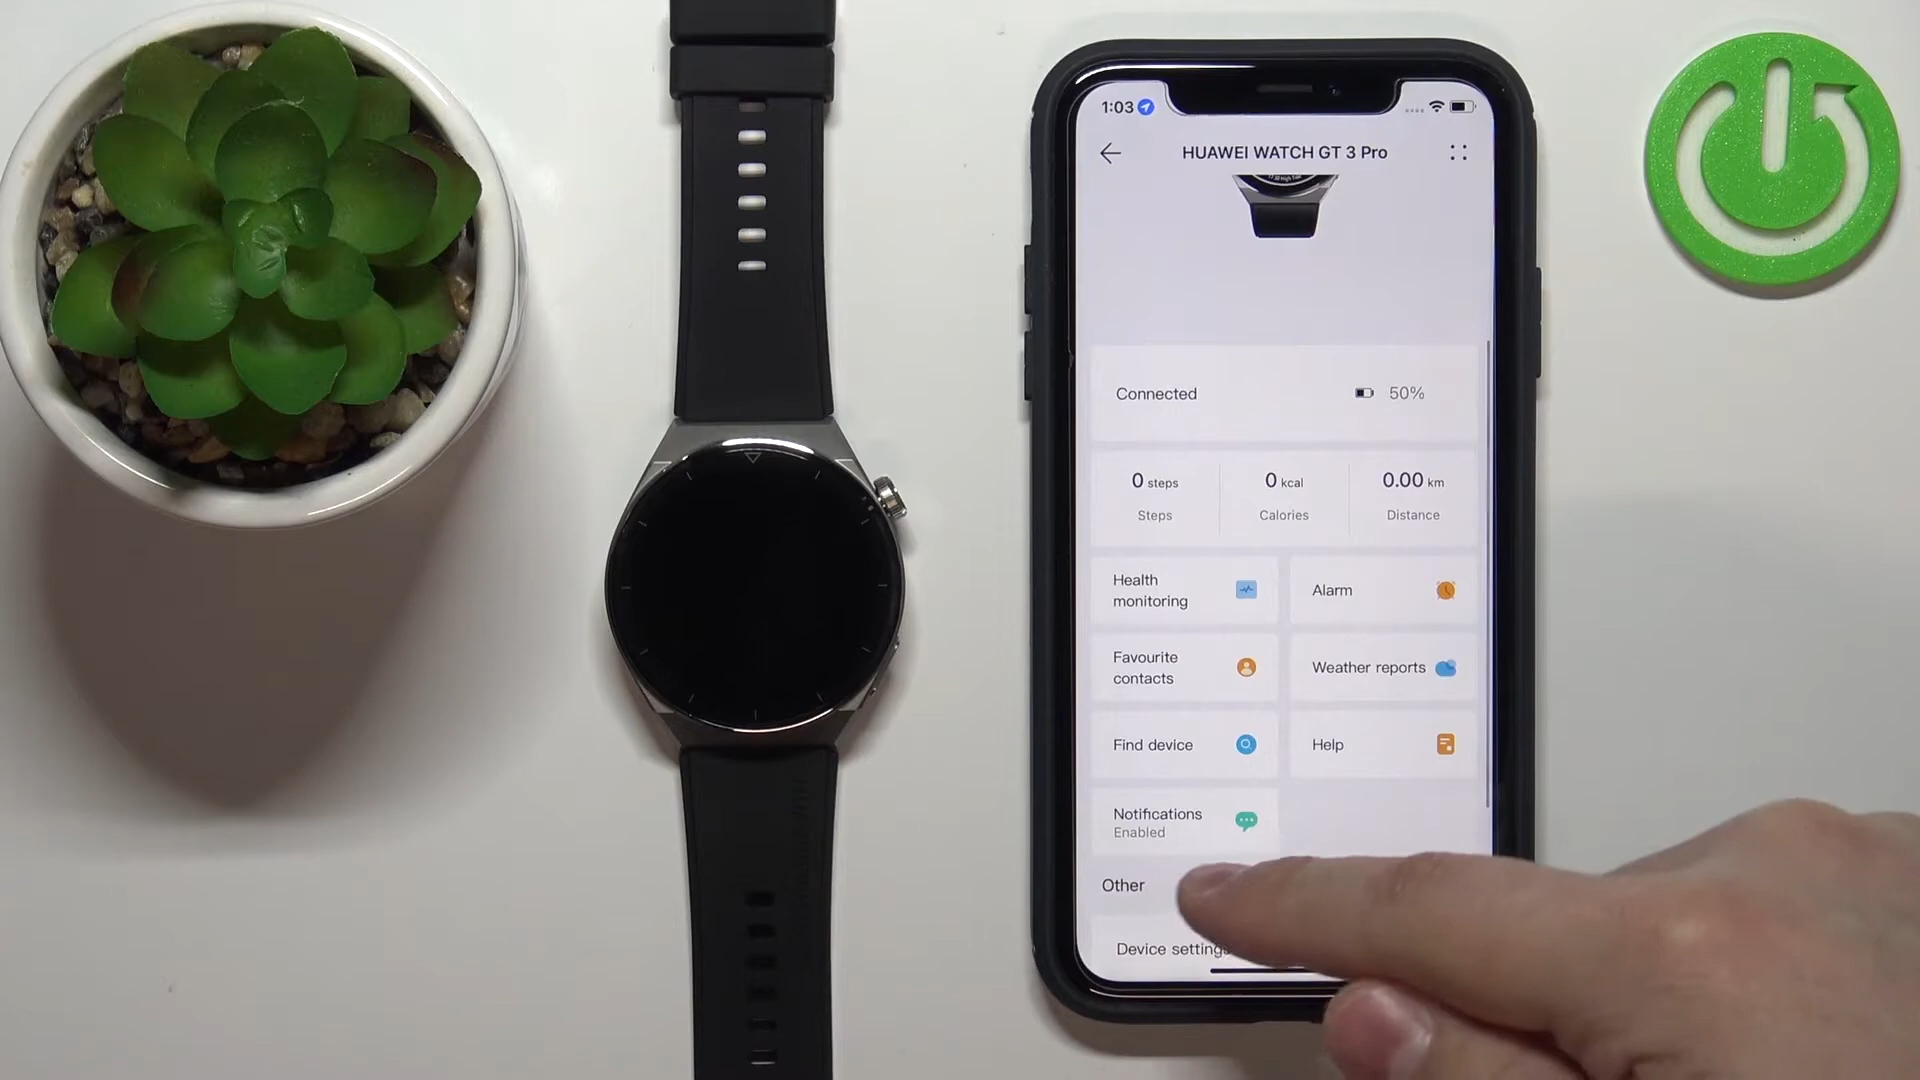 1:03
HUAWEI WATCH GT 3 Pro
Connected
50%
0 steps
0 kcal
0.00 km
Steps
Calories
Distance
Health
monitoring
Alarm
Favourite
contacts
Weather reports
Find device
Help
Notifications
Enabled
Other
Device settings